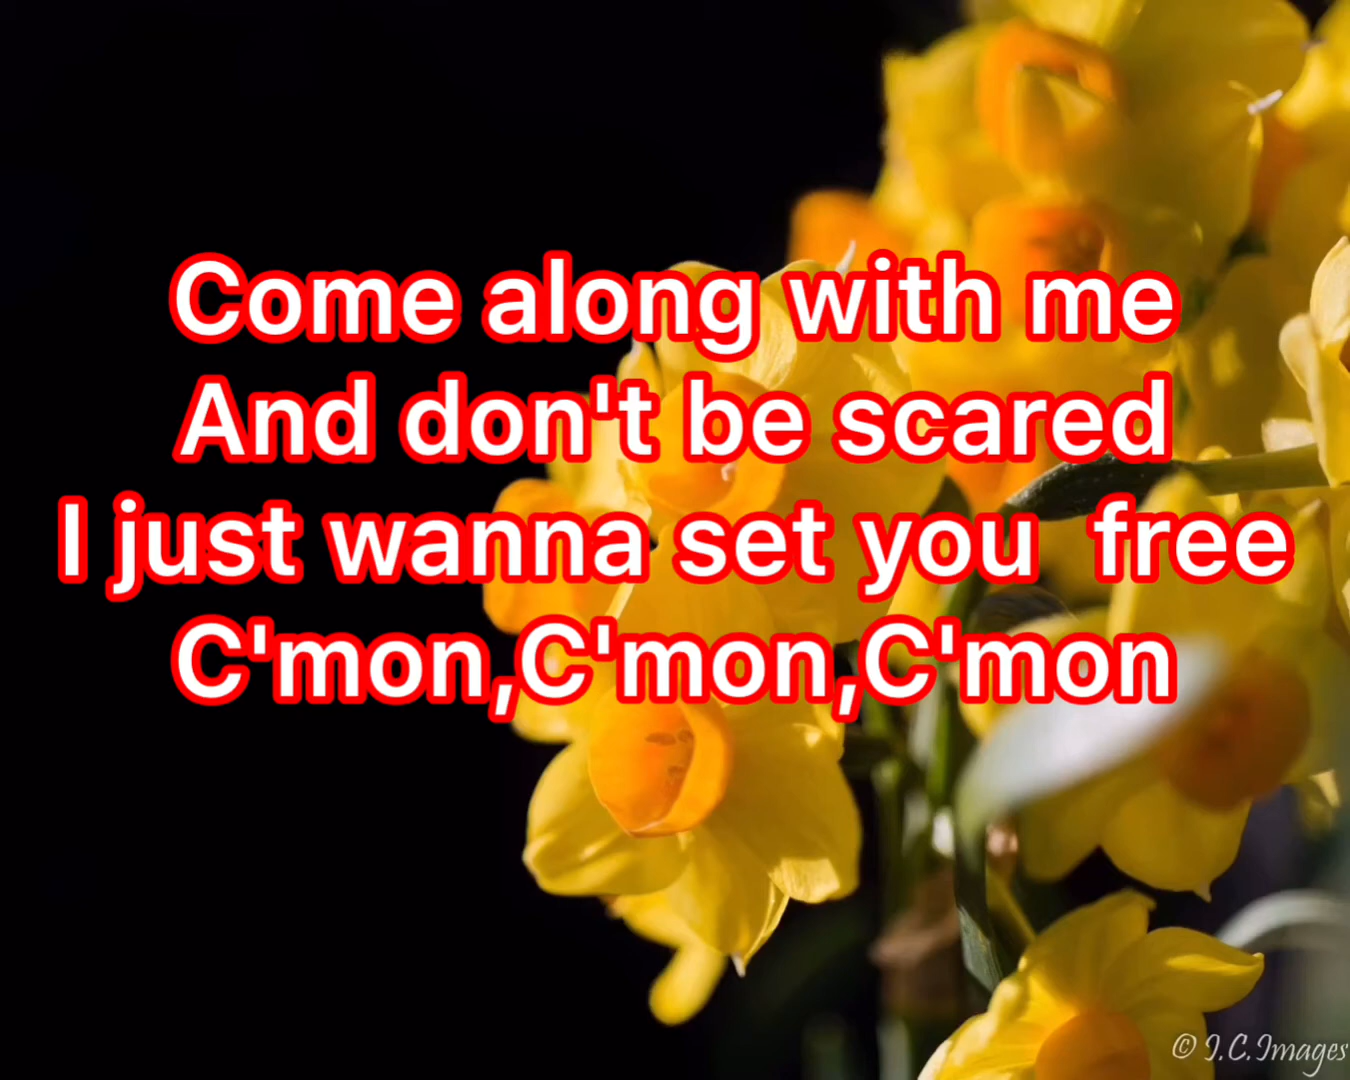 Come along with me
And don't be scared
I just wanna set you  free
C'mon,C'mon,C'mon
© I.C.Images